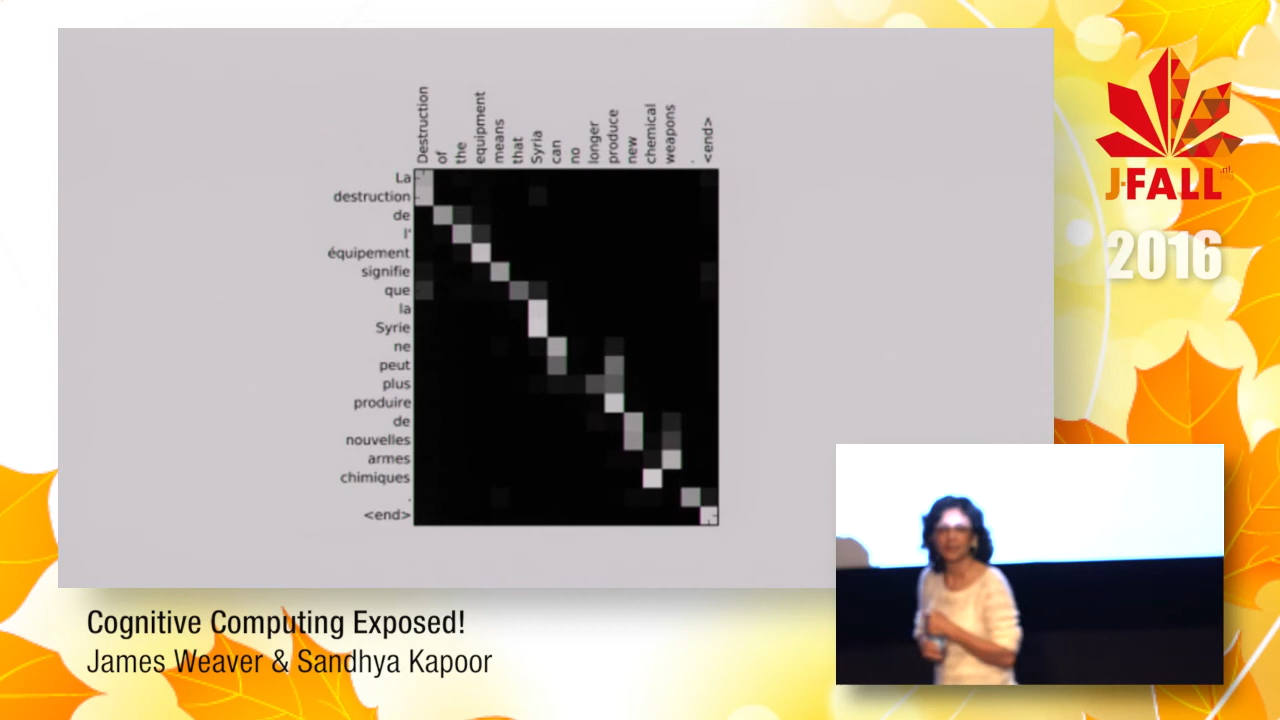 Destruction
of
the
equipment
means
that
Syria
can
no
longer
produce
new
chemical
weapons
.
<end>
La
destruction
de
l'
équipement
signifie
que
la
Syrie
ne
peut
plus
produire
de
nouvelles
armes
chimiques
.
<end>
J-FALL.nl
2016
Cognitive Computing Exposed!
James Weaver & Sandhya Kapoor